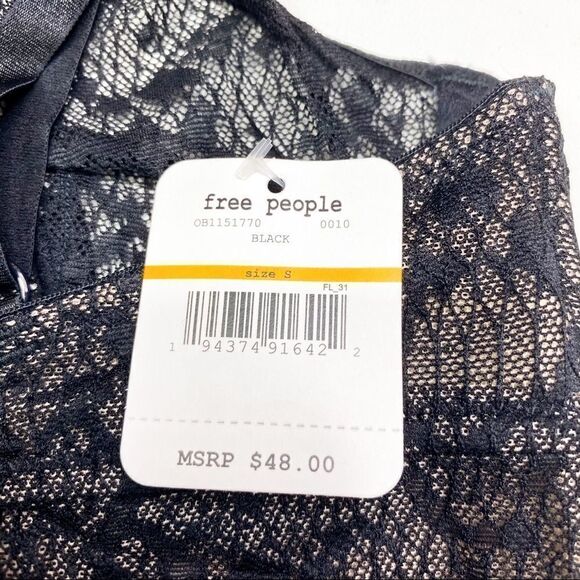 free people
OB1151770 0010
BLACK
size S
FL_31
1 94374 91642 2
MSRP $48.00